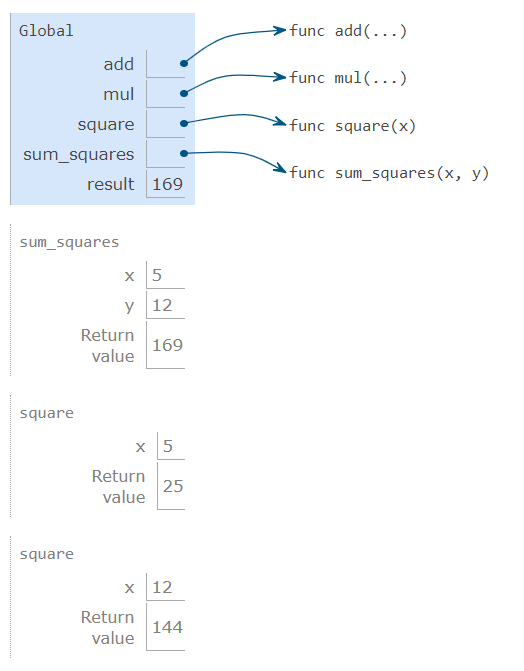 Global
func add(...)
add
func mul(...)
mul
square
func square(x)
sum_squares
func sum_squares(x, y)
result 169
sum_squares
x 5
y 12
Return
value 169
square
x 5
Return
value 25
square
x 12
Return
value 144